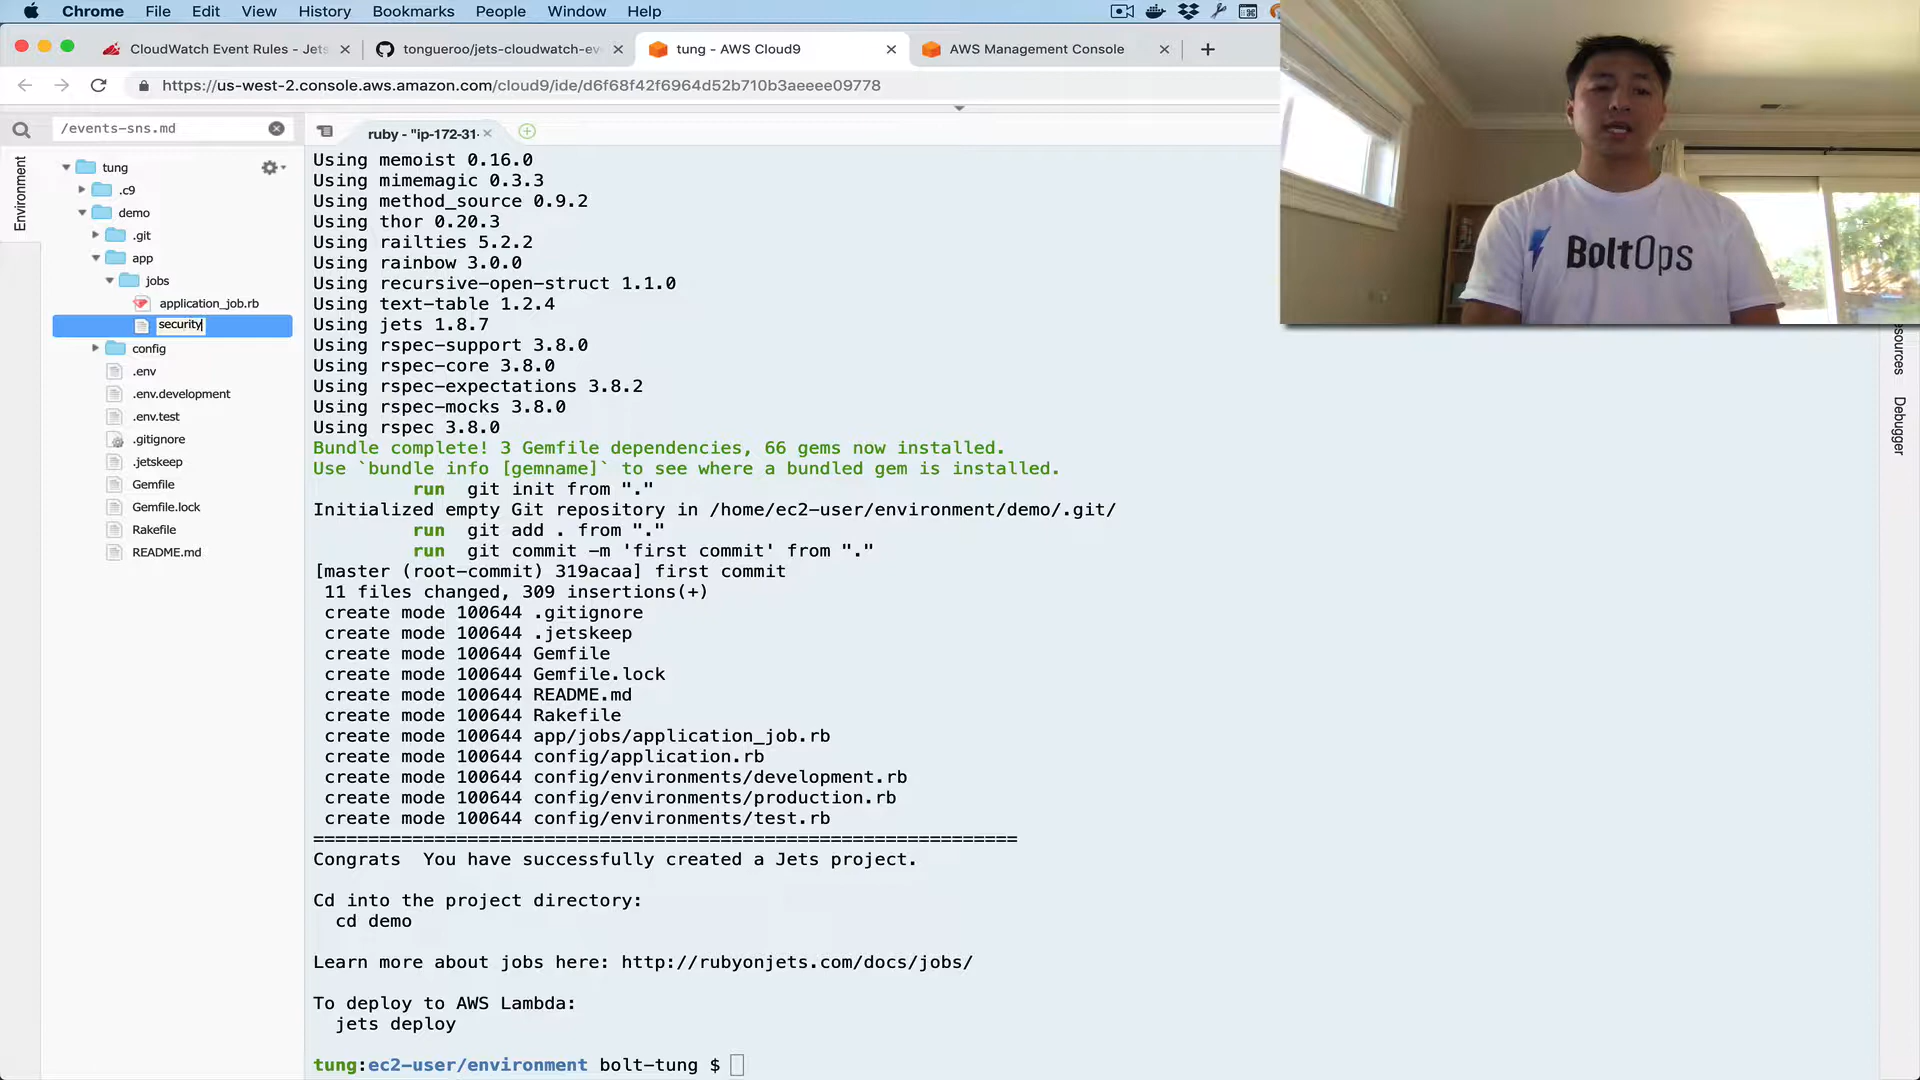 Chrome File Edit View History Bookmarks People Window Help
CloudWatch Event Rules - Jets
tongueroo/jets-cloudwatch-eve
tung - AWS Cloud9
AWS Management Console
https://us-west-2.console.aws.amazon.com/cloud9/ide/d6f68f42f6964d52b710b3aeeee09778
/events-sns.md
ruby - "ip-172-31-
Environment
tung
.c9
demo
.git
app
jobs
application_job.rb
security
config
.env
.env.development
.env.test
.gitignore
.jetskeep
Gemfile
Gemfile.lock
Rakefile
README.md
Using memoist 0.16.0
Using mimemagic 0.3.3
Using method_source 0.9.2
Using thor 0.20.3
Using railties 5.2.2
Using rainbow 3.0.0
Using recursive-open-struct 1.1.0
Using text-table 1.2.4
Using jets 1.8.7
Using rspec-support 3.8.0
Using rspec-core 3.8.0
Using rspec-expectations 3.8.2
Using rspec-mocks 3.8.0
Using rspec 3.8.0
Bundle complete! 3 Gemfile dependencies, 66 gems now installed.
Use `bundle info [gemname]` to see where a bundled gem is installed.
run git init from "."
Initialized empty Git repository in /home/ec2-user/environment/demo/.git/
run git add . from "."
run git commit -m 'first commit' from "."
[master (root-commit) 319acaa] first commit
11 files changed, 309 insertions(+)
create mode 100644 .gitignore
create mode 100644 .jetskeep
create mode 100644 Gemfile
create mode 100644 Gemfile.lock
create mode 100644 README.md
create mode 100644 Rakefile
create mode 100644 app/jobs/application_job.rb
create mode 100644 config/application.rb
create mode 100644 config/environments/development.rb
create mode 100644 config/environments/production.rb
create mode 100644 config/environments/test.rb
================================================================
Congrats You have successfully created a Jets project.
Cd into the project directory:
cd demo
Learn more about jobs here: http://rubyonjets.com/docs/jobs/
To deploy to AWS Lambda:
jets deploy
tung:ec2-user/environment bolt-tung $
BoltOps
Debugger